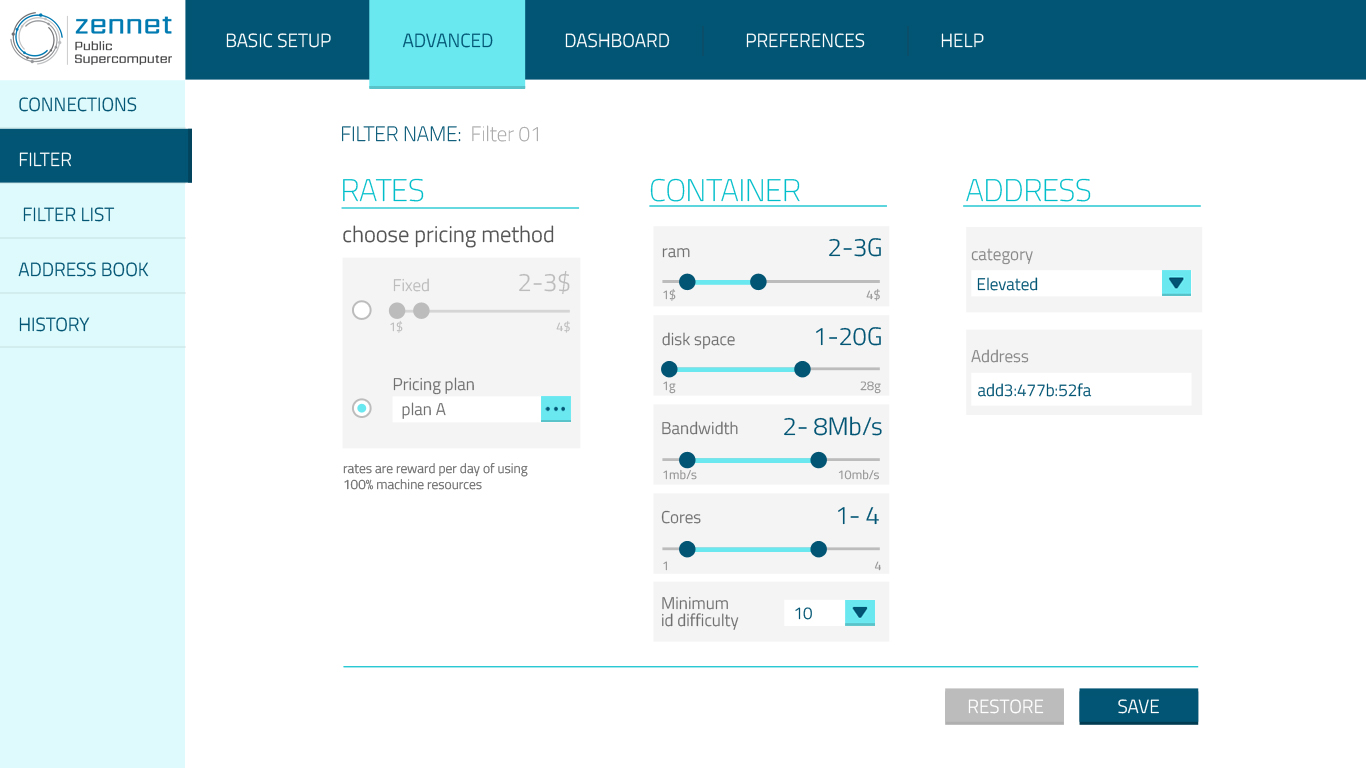 zennet
Public
Supercomputer
BASIC SETUP
ADVANCED
DASHBOARD
PREFERENCES
HELP
CONNECTIONS
FILTER
FILTER LIST
ADDRESS BOOK
HISTORY
FILTER NAME: Filter 01
RATES
choose pricing method
Fixed
2-3$
1$
4$
Pricing plan
plan A
rates are reward per day of using
100% machine resources
CONTAINER
ram
2-3G
1$
4$
disk space
1-20G
1g
28g
Bandwidth
2- 8Mb/s
1mb/s
10mb/s
Cores
1- 4
1
4
Minimum
id difficulty
10
ADDRESS
category
Elevated
Address
add3:477b:52fa
RESTORE
SAVE